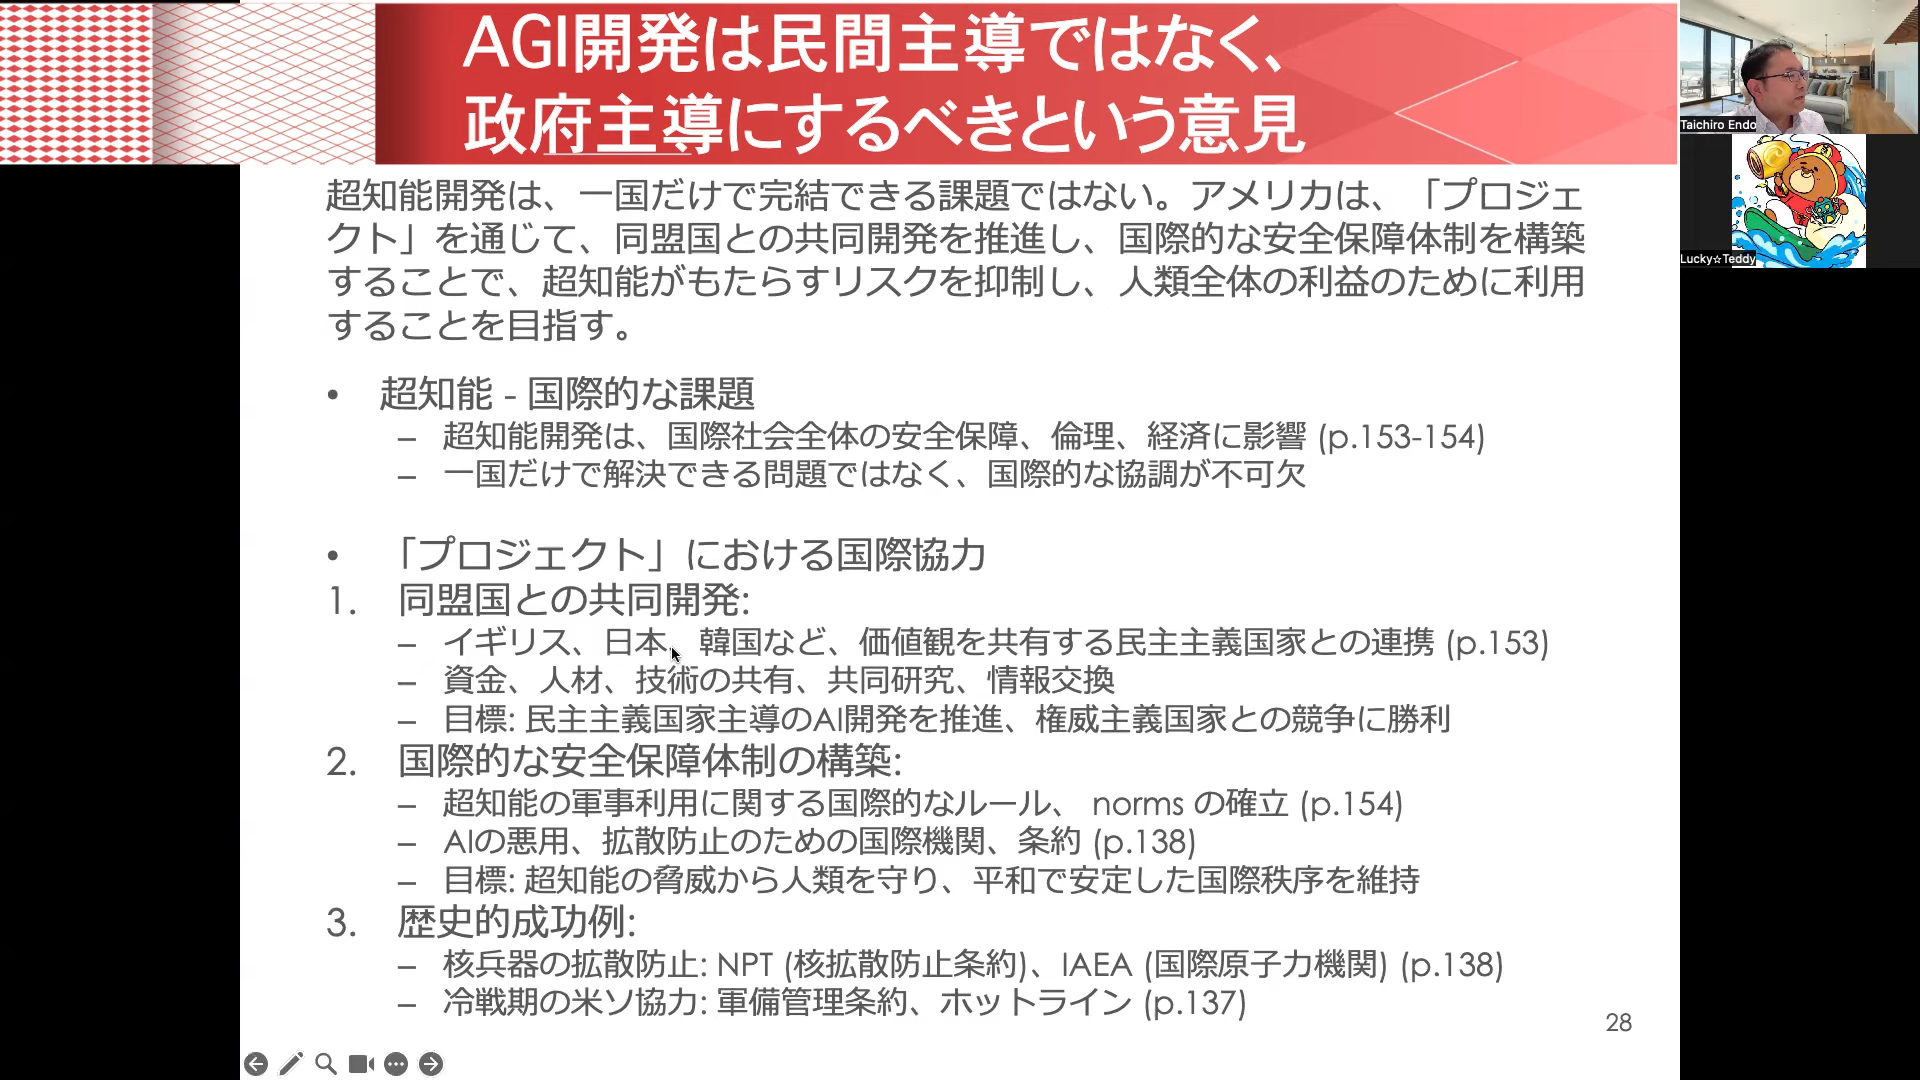 AGI開発は民間主導ではなく、
政府主導にするべきという意見
超知能開発は、一国だけで完結できる課題ではない。アメリカは、「プロジェ
クト」を通じて、同盟国との共同開発を推進し、国際的な安全保障体制を構築
することで、超知能がもたらすリスクを抑制し、人類全体の利益のために利用
することを目指す。
• 超知能 - 国際的な課題
– 超知能開発は、国際社会全体の安全保障、倫理、経済に影響 (p.153-154)
– 一国だけで解決できる問題ではなく、国際的な協調が不可欠
• 「プロジェクト」における国際協力
1. 同盟国との共同開発:
– イギリス、日本、韓国など、価値観を共有する民主主義国家との連携 (p.153)
– 資金、人材、技術の共有、共同研究、情報交換
– 目標: 民主主義国家主導のAI開発を推進、権威主義国家との競争に勝利
2. 国際的な安全保障体制の構築:
– 超知能の軍事利用に関する国際的なルール、 norms の確立 (p.154)
– AIの悪用、拡散防止のための国際機関、条約 (p.138)
– 目標: 超知能の脅威から人類を守り、平和で安定した国際秩序を維持
3. 歴史的成功例:
– 核兵器の拡散防止: NPT (核拡散防止条約)、IAEA (国際原子力機関) (p.138)
– 冷戦期の米ソ協力: 軍備管理条約、ホットライン (p.137)
28
Taichiro Endo
Lucky☆Teddy